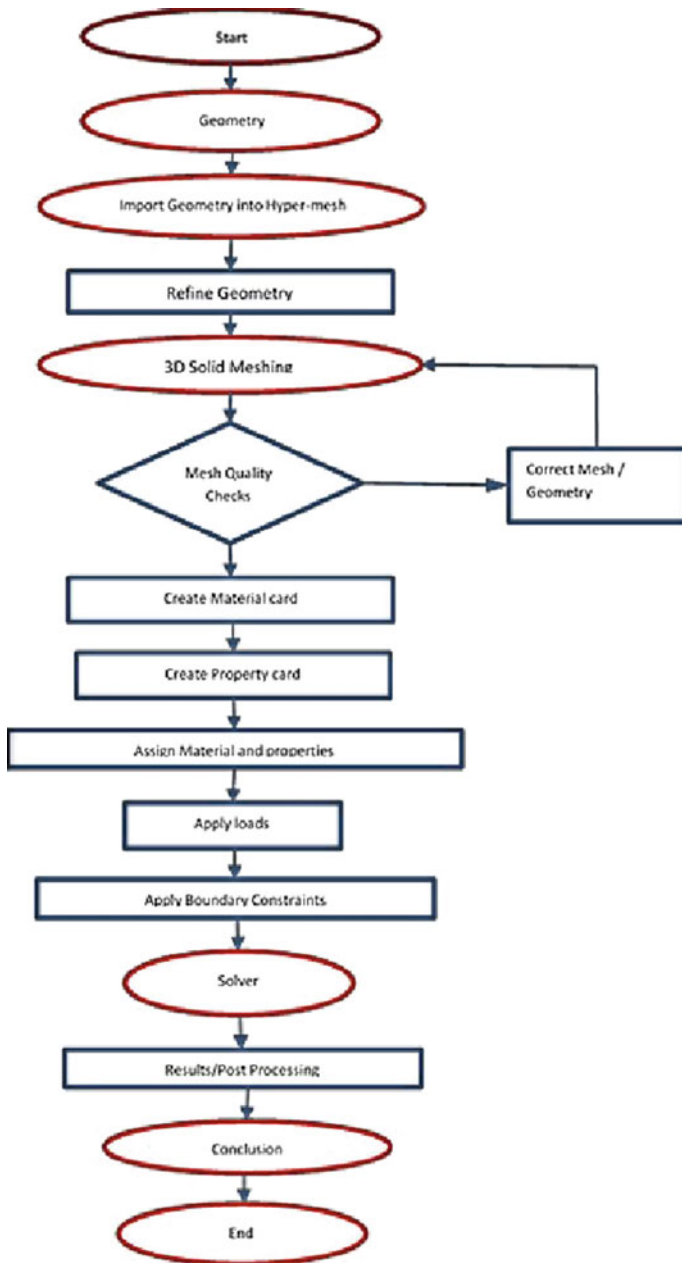 Start
Geometry
Import Geometry into Hyper-mesh
Refine Geometry
3D Solid Meshing
Mesh Quality
Checks
Correct Mesh /
Geometry
Create Material card
Create Property card
Assign Material and properties
Apply loads
Apply Boundary Constraints
Solver
Results/Post Processing
Conclusion
End